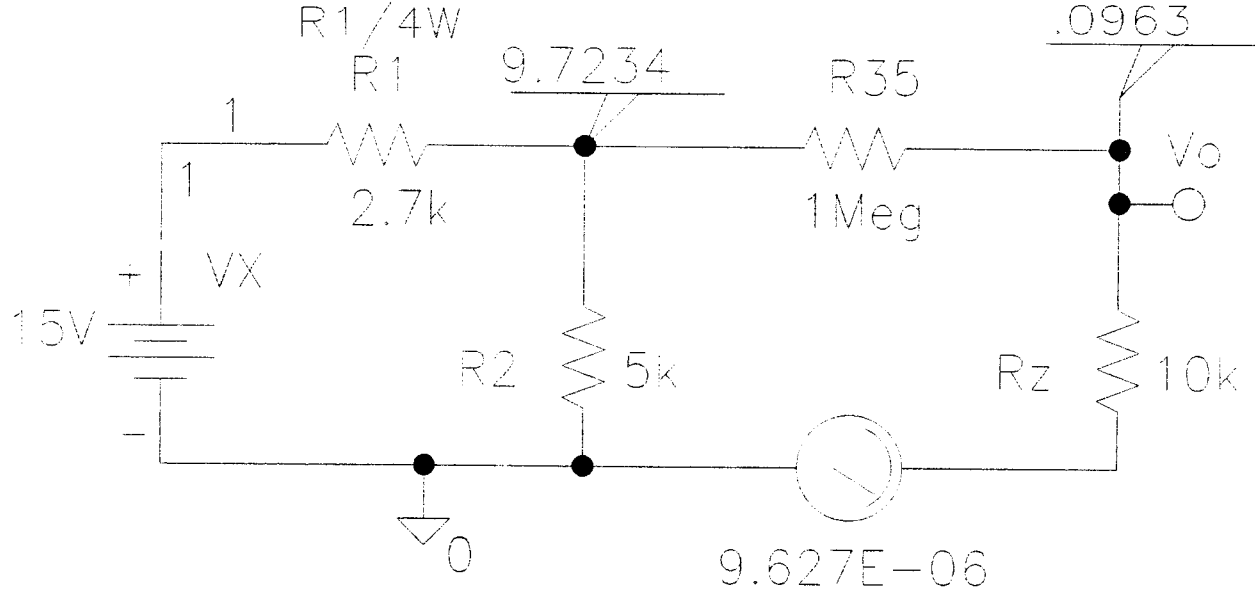 R1/4W
.0963
R1
9.7234
R35
1
1
2.7k
1Meg
Vo
+
VX
15V
R2
5k
Rz
10k
-
0
9.627E-06